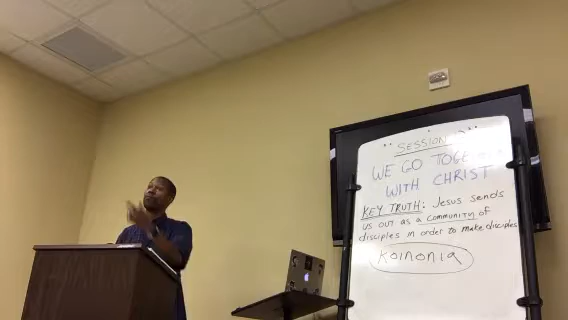 " SESSION
WE GO TOGE
WITH CHRIST
KEY TRUTH: Jesus sends
us out as a community of
disciples in order to make disciples
Koinonia